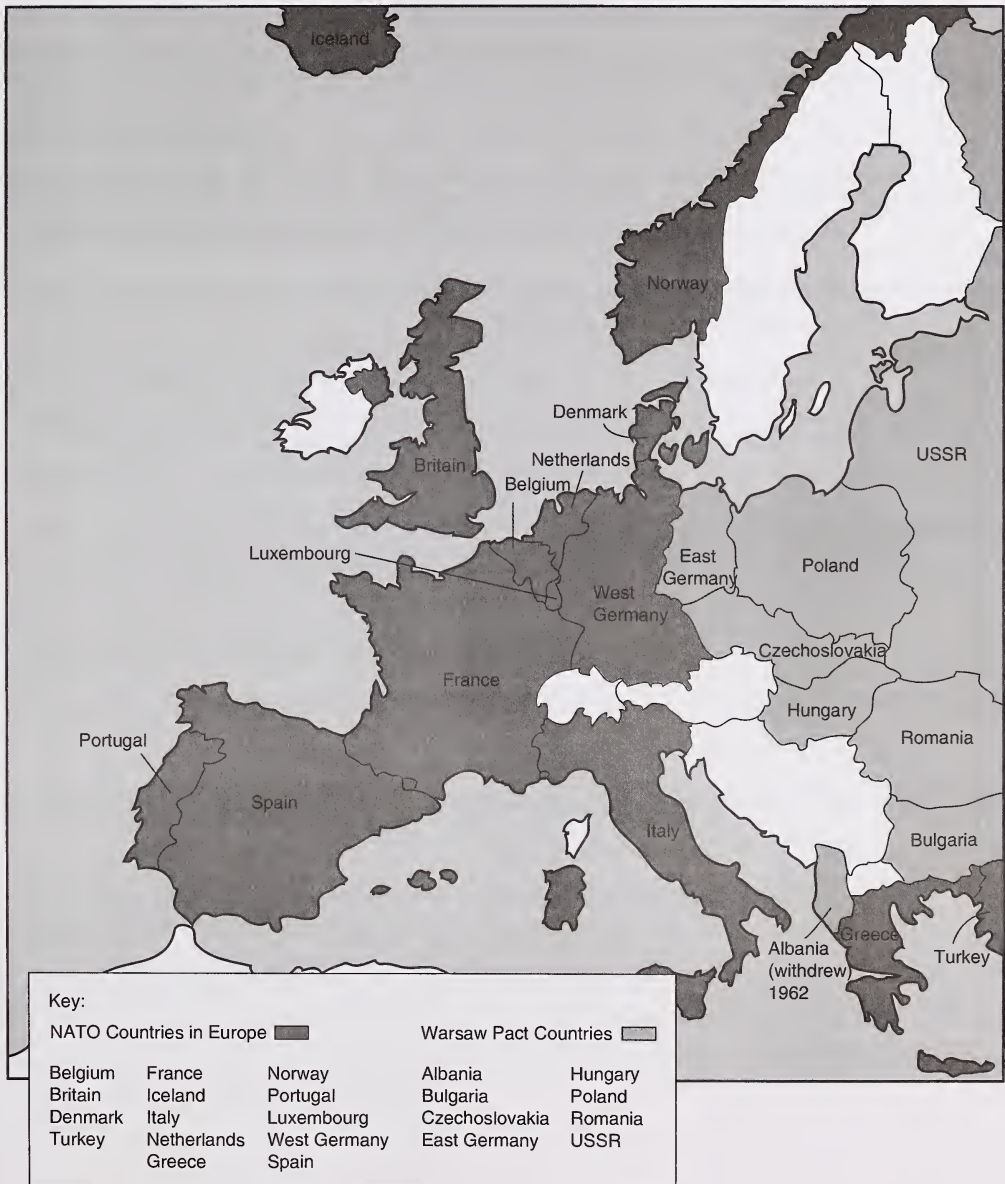 Iceland
Norway
Denmark
Netherlands
Britain
Belgium
USSR
Luxembourg
East
Germany
Poland
West
Germany
Czechoslovakia
France
Hungary
Portugal
Romania
Spain
Italy
Bulgaria
Albania
(withdrew)
1962
Greece
Turkey
Key:
NATO Countries in Europe
Belgium France Norway
Britain Iceland Portugal
Denmark Italy Luxembourg
Turkey Netherlands West Germany
Greece Spain
Warsaw Pact Countries
Albania Hungary
Bulgaria Poland
Czechoslovakia Romania
East Germany USSR